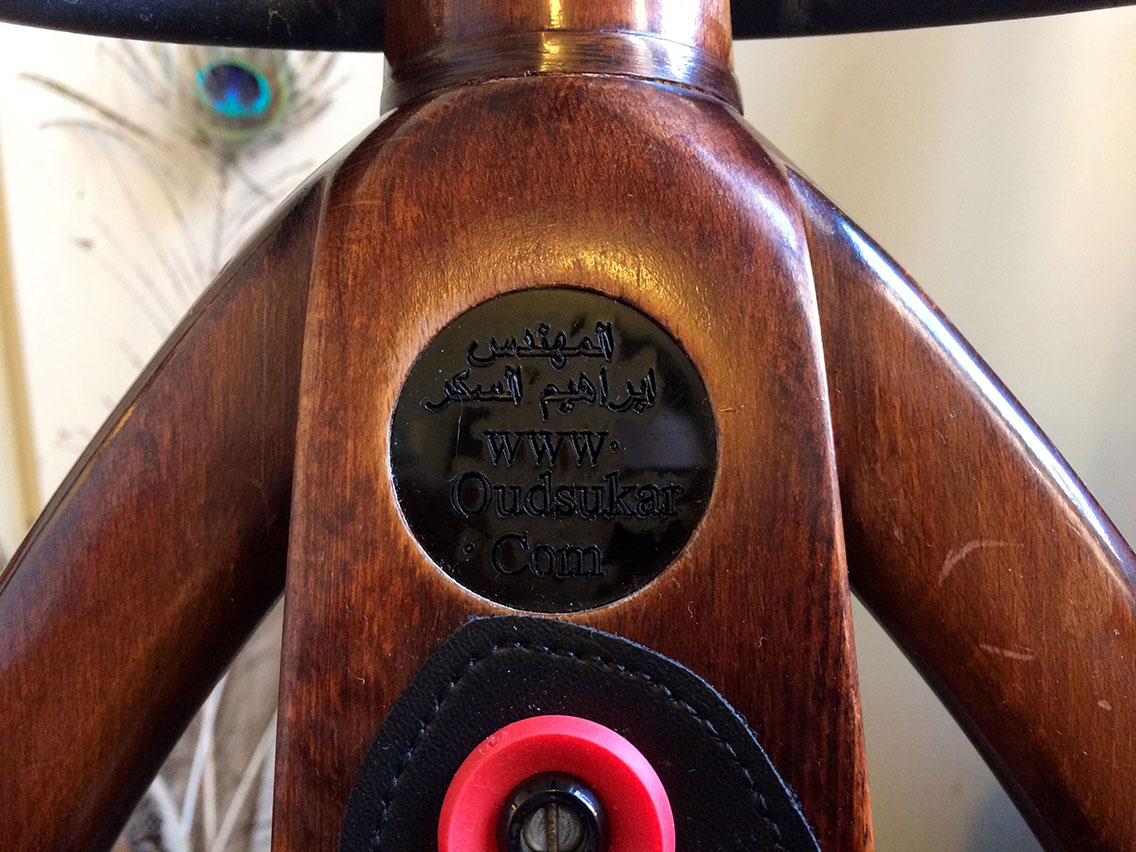 المهندس
ابراهيم السكر
www.
Oudsukar
.Com